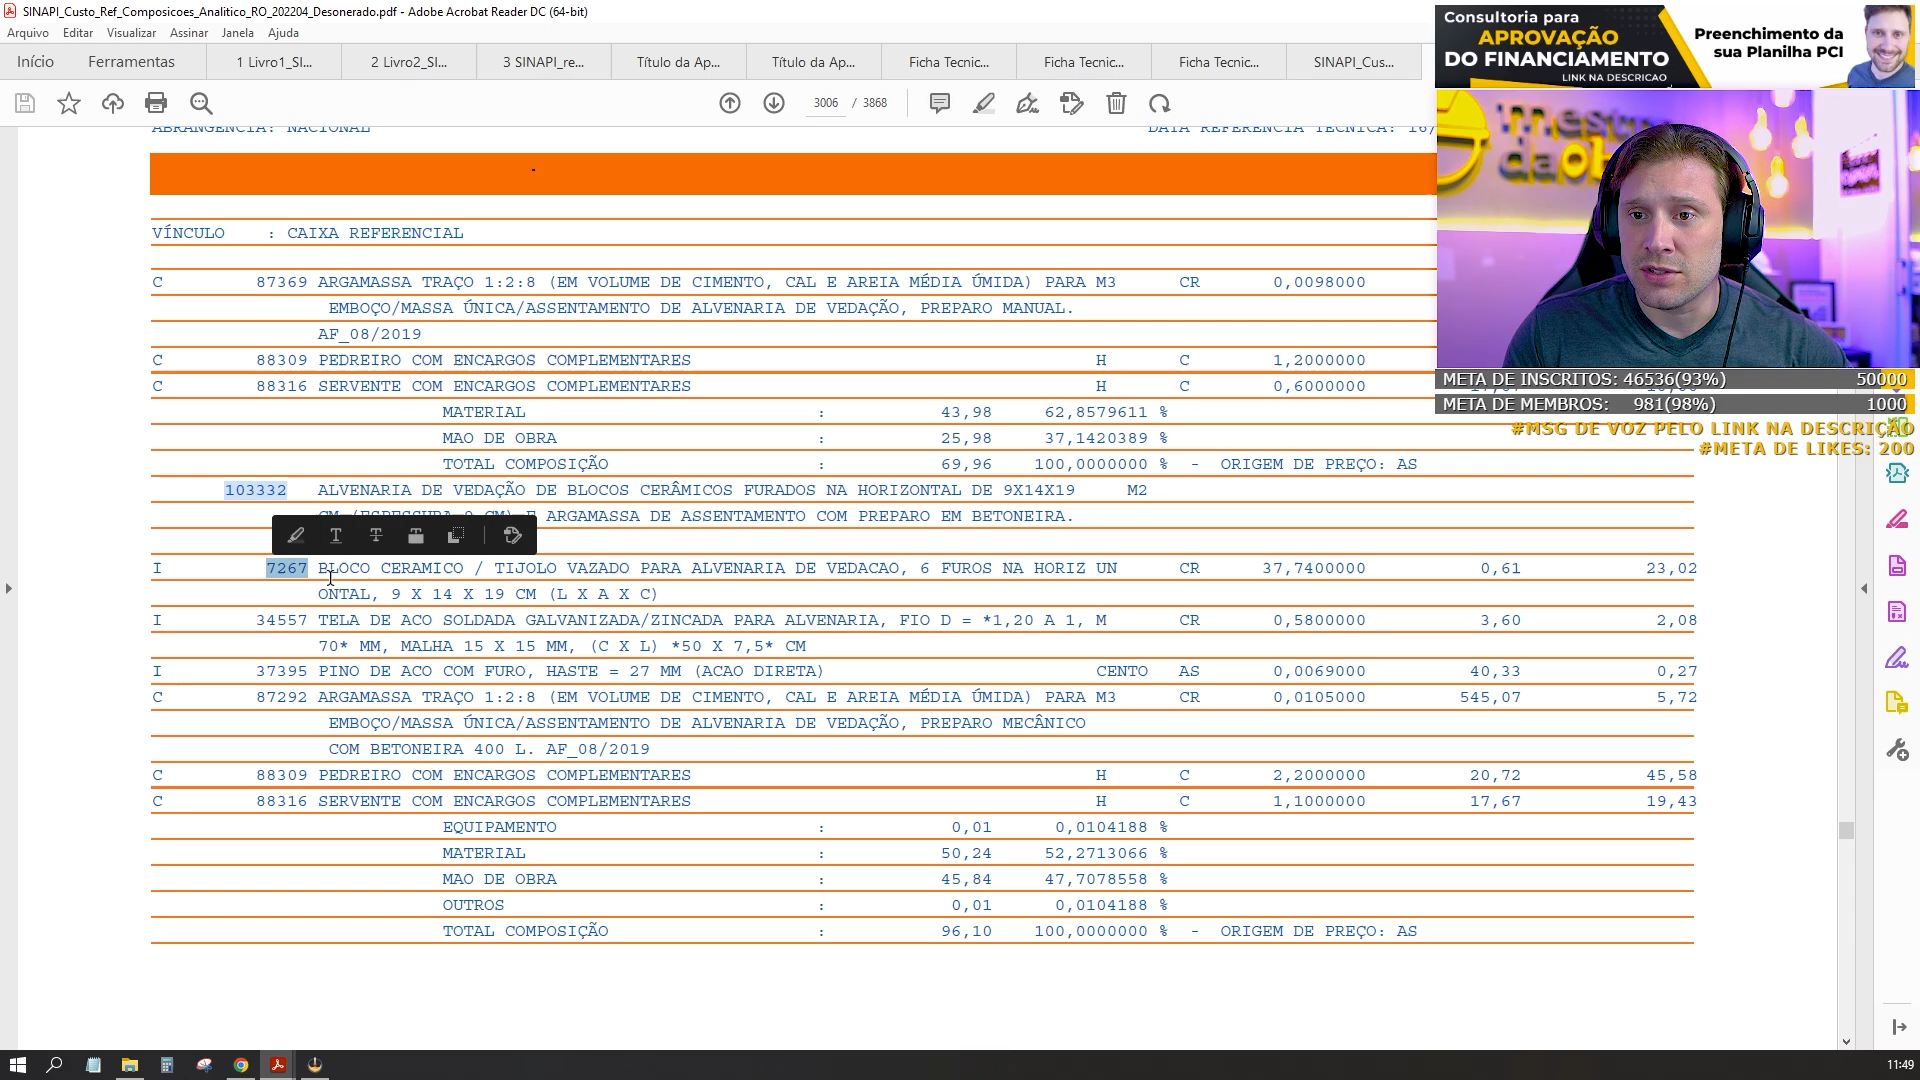 SINAPI_Custo_Ref_Composicoes_Analitico_RO_202204_Desonerado.pdf - Adobe Acrobat Reader DC (64-bit)
Arquivo Editar Visualizar Assinar Janela Ajuda
Início Ferramentas 1 Livro1_SI... 2 Livro2_SI... 3 SINAPI_re... Título da Ap... Título da Ap... Ficha Tecnic... Ficha Tecnic... Ficha Tecnic... SINAPI_Cus...
3006 / 3868
Consultoria para
APROVAÇÃO
DO FINANCIAMENTO
LINK NA DESCRICAO
Preenchimento da
sua Planilha PCI
ABRANGÊNCIA: NACIONAL DATA REFERÊNCIA TÉCNICA: 16/
VÍNCULO : CAIXA REFERENCIAL
C 87369 ARGAMASSA TRAÇO 1:2:8 (EM VOLUME DE CIMENTO, CAL E AREIA MÉDIA ÚMIDA) PARA M3 CR 0,0098000
EMBOÇO/MASSA ÚNICA/ASSENTAMENTO DE ALVENARIA DE VEDAÇÃO, PREPARO MANUAL.
AF_08/2019
C 88309 PEDREIRO COM ENCARGOS COMPLEMENTARES H C 1,2000000
C 88316 SERVENTE COM ENCARGOS COMPLEMENTARES H C 0,6000000
META DE INSCRITOS: 46536(93%) 50000
META DE MEMBROS: 981(98%) 1000
#MSG DE VOZ PELO LINK NA DESCRIÇÃO
#META DE LIKES: 200
MATERIAL : 43,98 62,8579611 %
MAO DE OBRA : 25,98 37,1420389 %
TOTAL COMPOSIÇÃO : 69,96 100,0000000 % - ORIGEM DE PREÇO: AS
103332 ALVENARIA DE VEDAÇÃO DE BLOCOS CERÂMICOS FURADOS NA HORIZONTAL DE 9X14X19 M2
CM (ESPESSURA 9 CM) E ARGAMASSA DE ASSENTAMENTO COM PREPARO EM BETONEIRA.
I 7267 BLOCO CERAMICO / TIJOLO VAZADO PARA ALVENARIA DE VEDACAO, 6 FUROS NA HORIZ UN CR 37,7400000 0,61 23,02
ONTAL, 9 X 14 X 19 CM (L X A X C)
I 34557 TELA DE ACO SOLDADA GALVANIZADA/ZINCADA PARA ALVENARIA, FIO D = *1,20 A 1, M CR 0,5800000 3,60 2,08
70* MM, MALHA 15 X 15 MM, (C X L) *50 X 7,5* CM
I 37395 PINO DE ACO COM FURO, HASTE = 27 MM (ACAO DIRETA) CENTO AS 0,0069000 40,33 0,27
C 87292 ARGAMASSA TRAÇO 1:2:8 (EM VOLUME DE CIMENTO, CAL E AREIA MÉDIA ÚMIDA) PARA M3 CR 0,0105000 545,07 5,72
EMBOÇO/MASSA ÚNICA/ASSENTAMENTO DE ALVENARIA DE VEDAÇÃO, PREPARO MECÂNICO
COM BETONEIRA 400 L. AF_08/2019
C 88309 PEDREIRO COM ENCARGOS COMPLEMENTARES H C 2,2000000 20,72 45,58
C 88316 SERVENTE COM ENCARGOS COMPLEMENTARES H C 1,1000000 17,67 19,43
EQUIPAMENTO : 0,01 0,0104188 %
MATERIAL : 50,24 52,2713066 %
MAO DE OBRA : 45,84 47,7078558 %
OUTROS : 0,01 0,0104188 %
TOTAL COMPOSIÇÃO : 96,10 100,0000000 % - ORIGEM DE PREÇO: AS
11:49